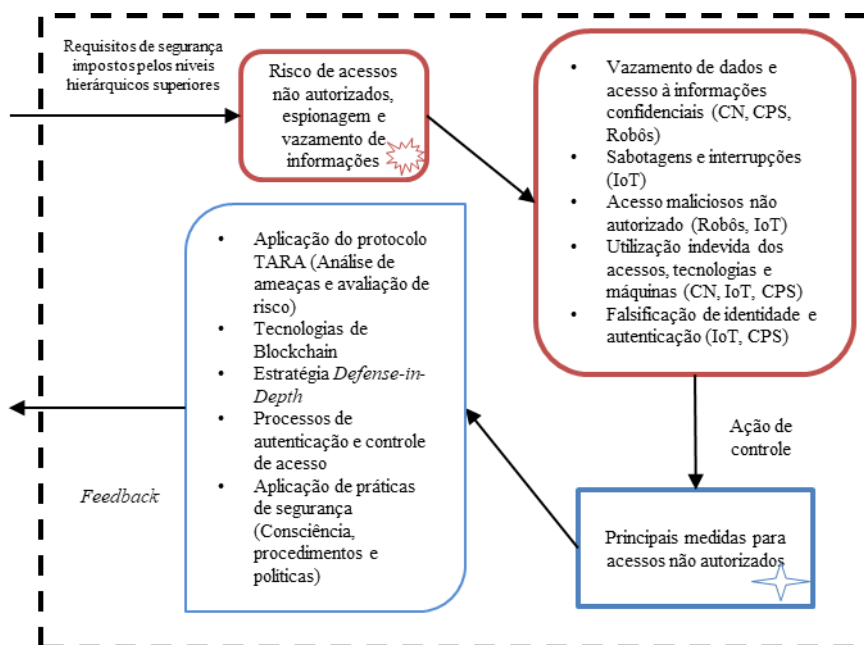 Requisitos de segurança
impostos pelos níveis
hierárquicos superiores
Risco de acessos
não autorizados,
espionagem e
vazamento de
informações
• Vazamento de dados e
acesso à informações
confidenciais (CN, CPS,
Robôs)
• Sabotagens e interrupções
(IoT)
• Acesso maliciosos não
autorizado (Robôs, IoT)
• Utilização indevida dos
acessos, tecnologias e
máquinas (CN, IoT, CPS)
• Falsificação de identidade e
autenticação (IoT, CPS)
Ação de
controle
Principais medidas para
acessos não autorizados
• Aplicação do protocolo
TARA (Análise de
ameaças e avaliação de
risco)
• Tecnologias de
Blockchain
• Estratégia Defense-in-
Depth
• Processos de
autenticação e controle
de acesso
• Aplicação de práticas
de segurança
(Consciência,
procedimentos e
políticas)
Feedback